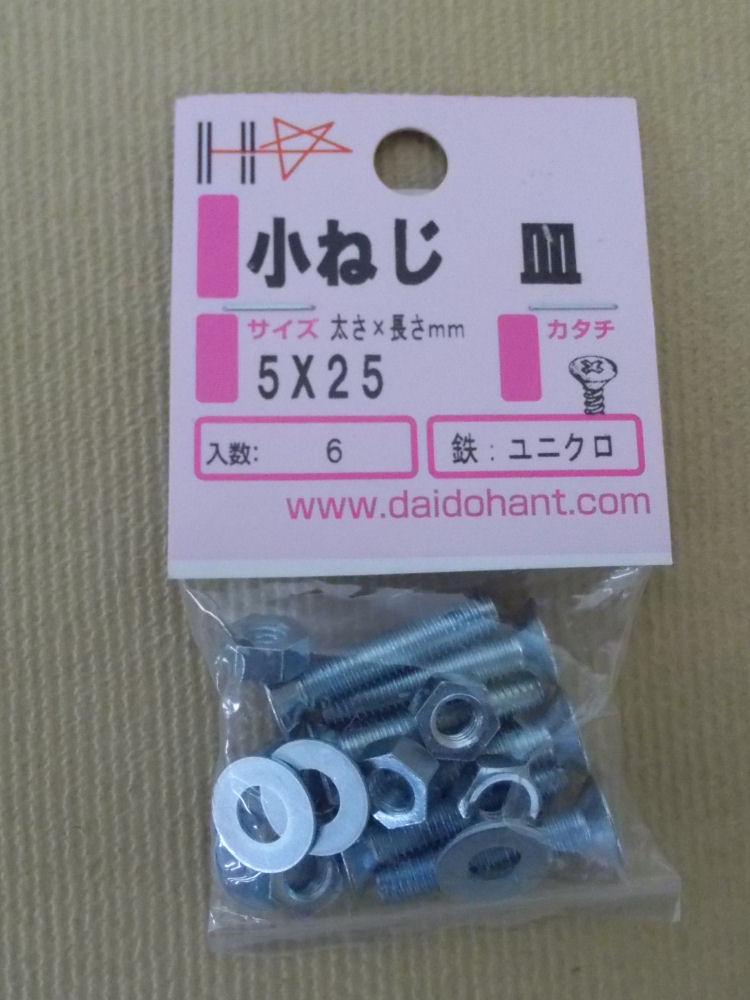 H☆
小ねじ 皿
サイズ 太さ×長さmm カタチ
5X25
入数: 6 鉄:ユニクロ
www.daidohant.com